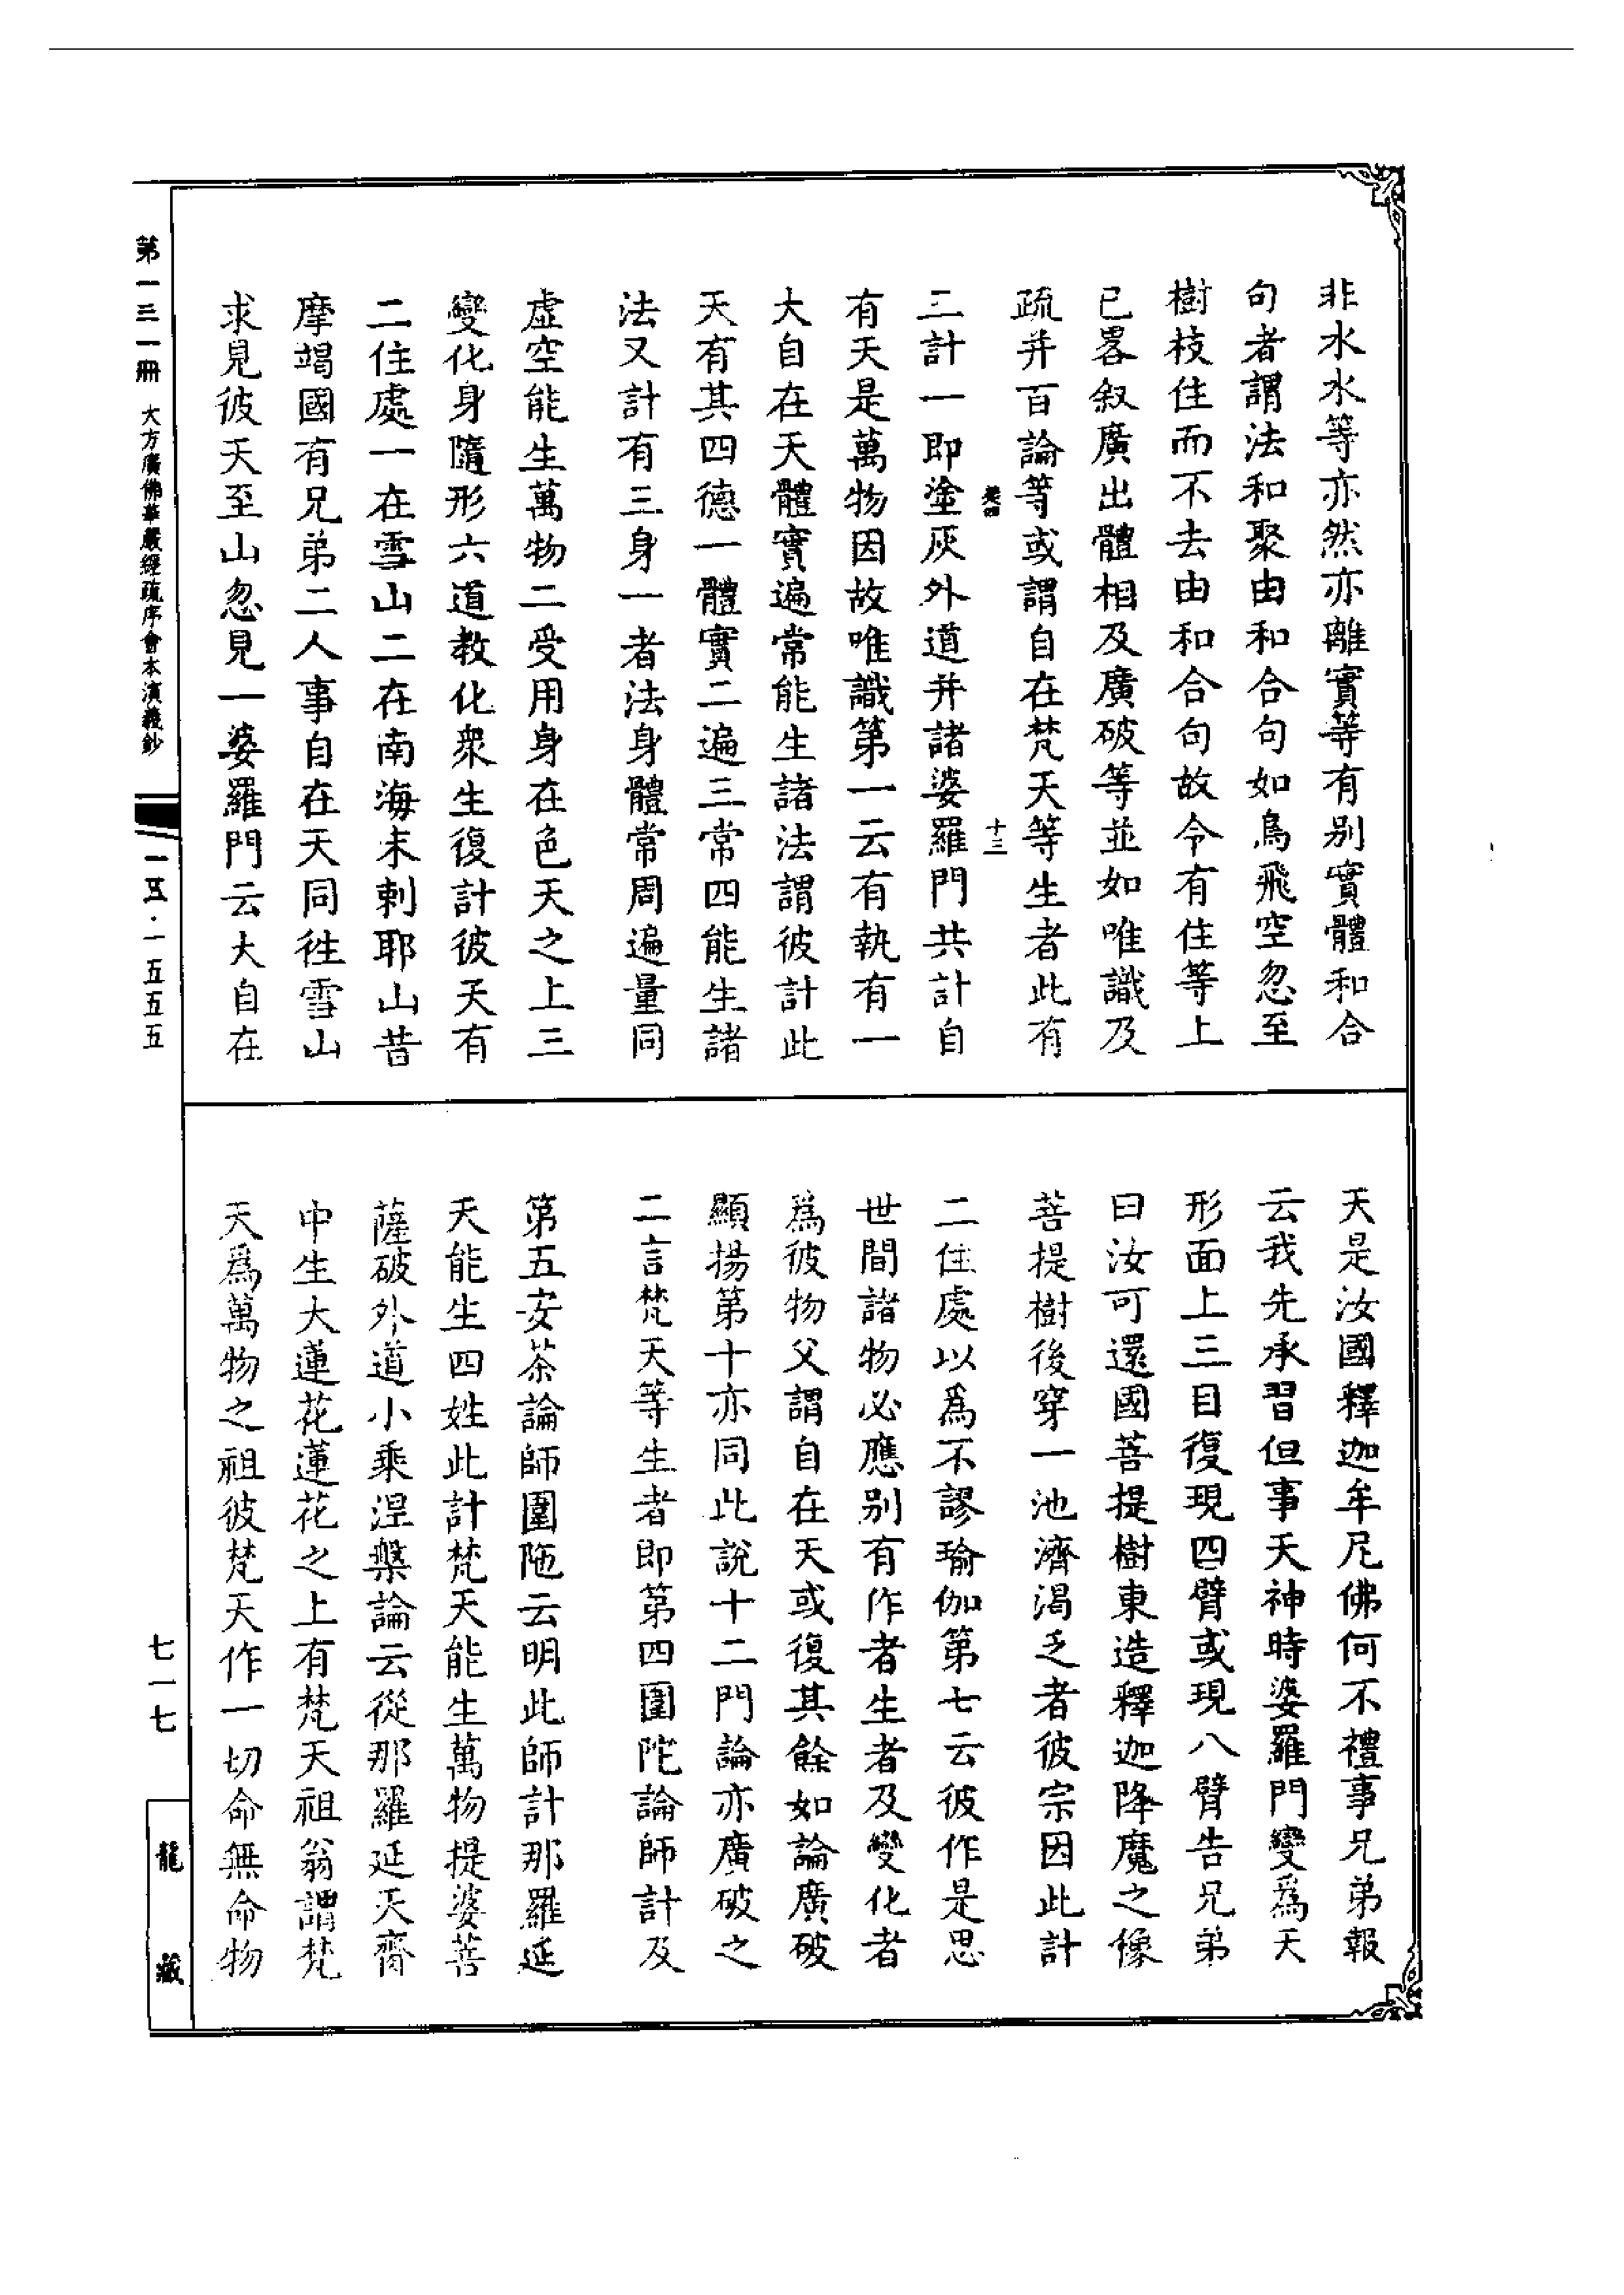 非水水等亦然亦離實等有別實體和合
句者謂法和聚由和合句如鳥飛空忽至
樹枝住而不去由和合句故令有住等上
已畧叙廣出體相及廣破等並如唯識及
疏并百論等或謂自在梵天等生者此有
十三
二計一即塗灰外道并諸婆羅門共計自
有天是萬物因故唯識第一云有執有一
大自在天體實遍常能生諸法謂彼計此
天有其四德一體實二遍三常四能生諸
法又計有三身一者法身體常周遍量同
虛空能生萬物二受用身在色天之上三
變化身隨形六道教化衆生復計彼天有
二住處一在雪山二在南海末剌耶山昔
摩竭國有兄弟二人事自在天同徃雪山
求見彼天至山忽見一婆羅門云大自在
天是汝國釋迦牟尼佛何不禮事兄弟報
云我先承習但事天神時婆羅門變爲天
形面上三目復現四臂或現八臂告兄弟
曰汝可還國菩提樹東造釋迦降魔之像
菩提樹後穿一池濟渴乏者彼宗因此計
二住處以爲不謬瑜伽第七云彼作是思
世間諸物必應別有作者生者及變化者
爲彼物父謂自在天或復其餘如論廣破
顯揚第十亦同此說十二門論亦廣破之
二言梵天等生者即第四圍陀論師計及
第五安荼論師圍陁云明此師計那羅延
天能生四姓此計梵天能生萬物提婆菩
薩破外道小乘涅槃論云從那羅延天臍
中生大蓮花蓮花之上有梵天祖翁謂梵
天爲萬物之祖彼梵天作一切命無命物
第一三一冊 大方廣佛華嚴經疏序會本演義鈔
一五五五
七一七
龍藏